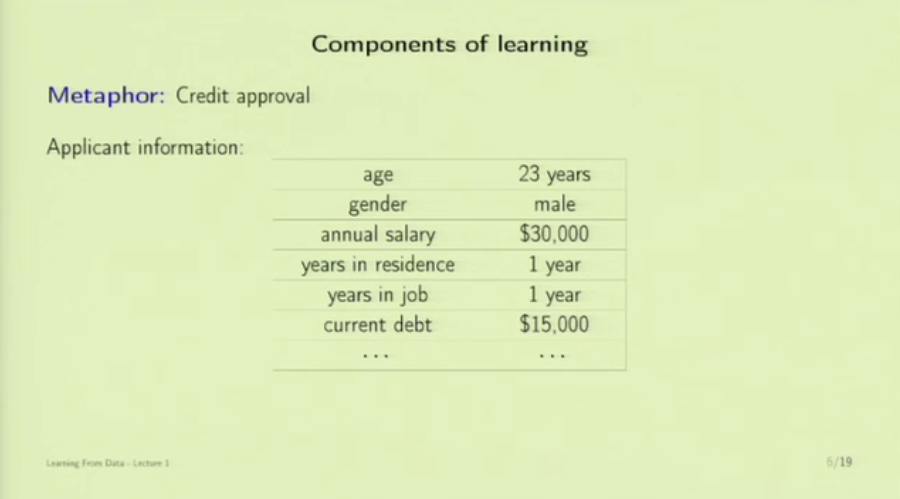 Components of learning
Metaphor: Credit approval
Applicant information:
age 23 years
gender male
annual salary $30,000
years in residence 1 year
years in job 1 year
current debt $15,000
... ...
Learning From Data - Lecture 1 6/19